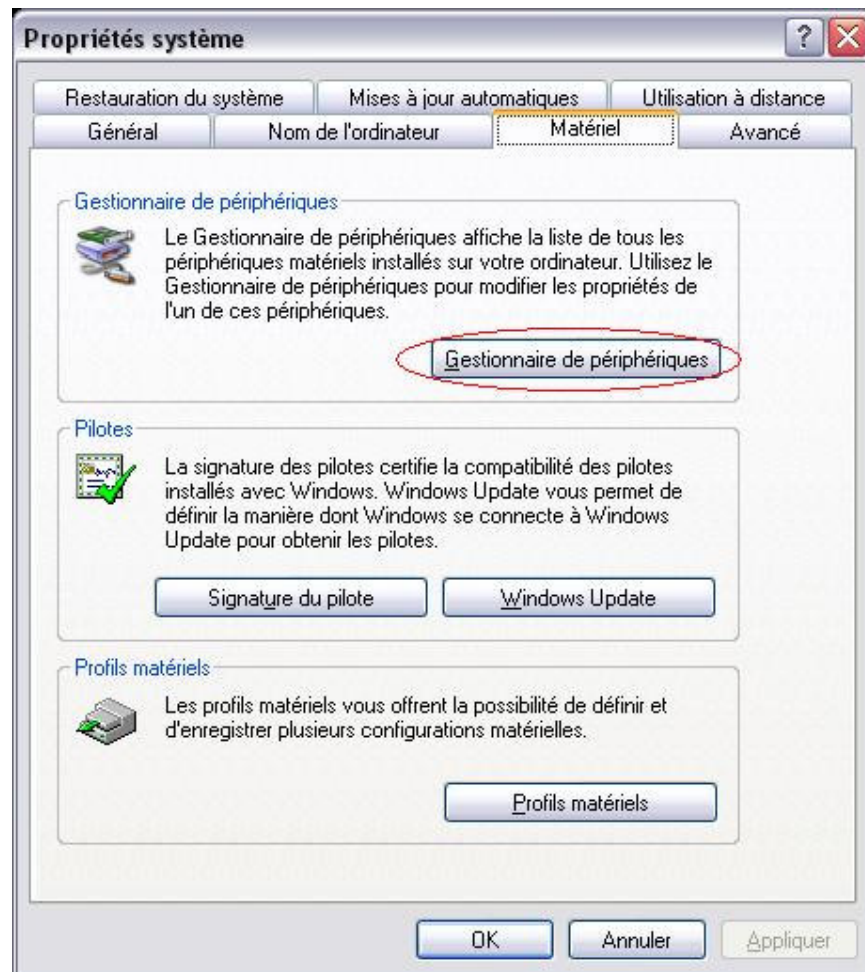 Propriétés système
Restauration du système Mises à jour automatiques Utilisation à distance
Général Nom de l'ordinateur Matériel Avancé
Gestionnaire de périphériques
Le Gestionnaire de périphériques affiche la liste de tous les
périphériques matériels installés sur votre ordinateur. Utilisez le
Gestionnaire de périphériques pour modifier les propriétés de
l'un de ces périphériques.
Gestionnaire de périphériques
Pilotes
La signature des pilotes certifie la compatibilité des pilotes
installés avec Windows. Windows Update vous permet de
définir la manière dont Windows se connecte à Windows
Update pour obtenir les pilotes.
Signature du pilote Windows Update
Profils matériels
Les profils matériels vous offrent la possibilité de définir et
d'enregistrer plusieurs configurations matérielles.
Profils matériels
OK Annuler Appliquer